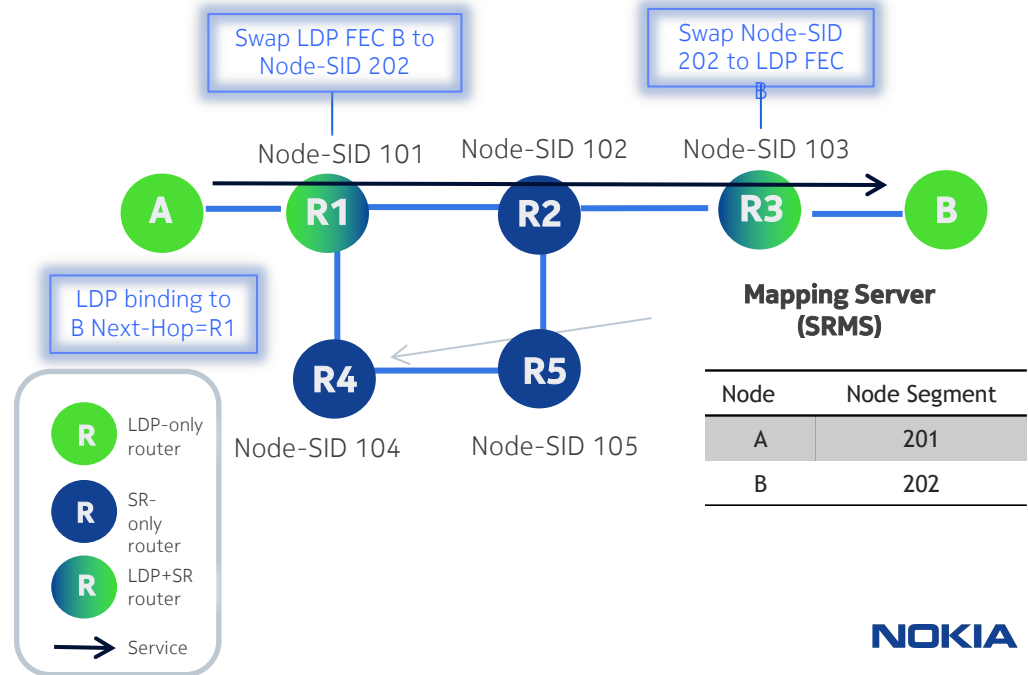 Swap LDP FEC B to
Node-SID 202
Swap Node-SID
202 to LDP FEC
B
Node-SID 101
Node-SID 102
Node-SID 103
A
R1
R2
R3
B
LDP binding to
B Next-Hop=R1
Mapping Server
(SRMS)
R4
R5
Node-SID 104
Node-SID 105
Node Node Segment
A 201
B 202
R LDP-only
router
R SR-
only
router
R LDP+SR
router
Service
NOKIA